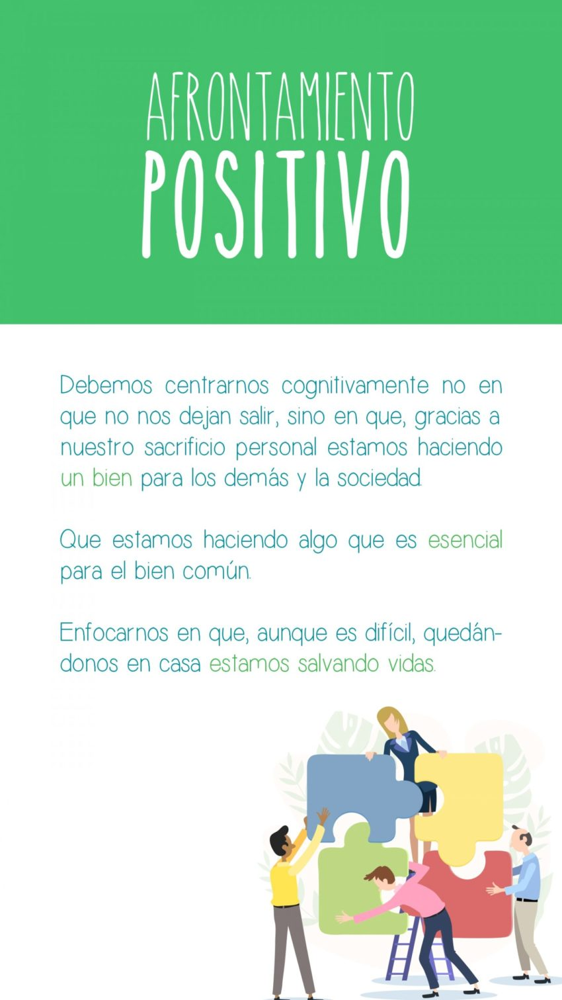 AFRONTAMIENTO
POSITIVO
Debemos centrarnos cognitivamente no en
que no nos dejan salir, sino en que, gracias a
nuestro sacrificio personal estamos haciendo
un bien para los demás y la sociedad.
Que estamos haciendo algo que es esencial
para el bien común.
Enfocarnos en que, aunque es difícil, quedán-
donos en casa estamos salvando vidas.